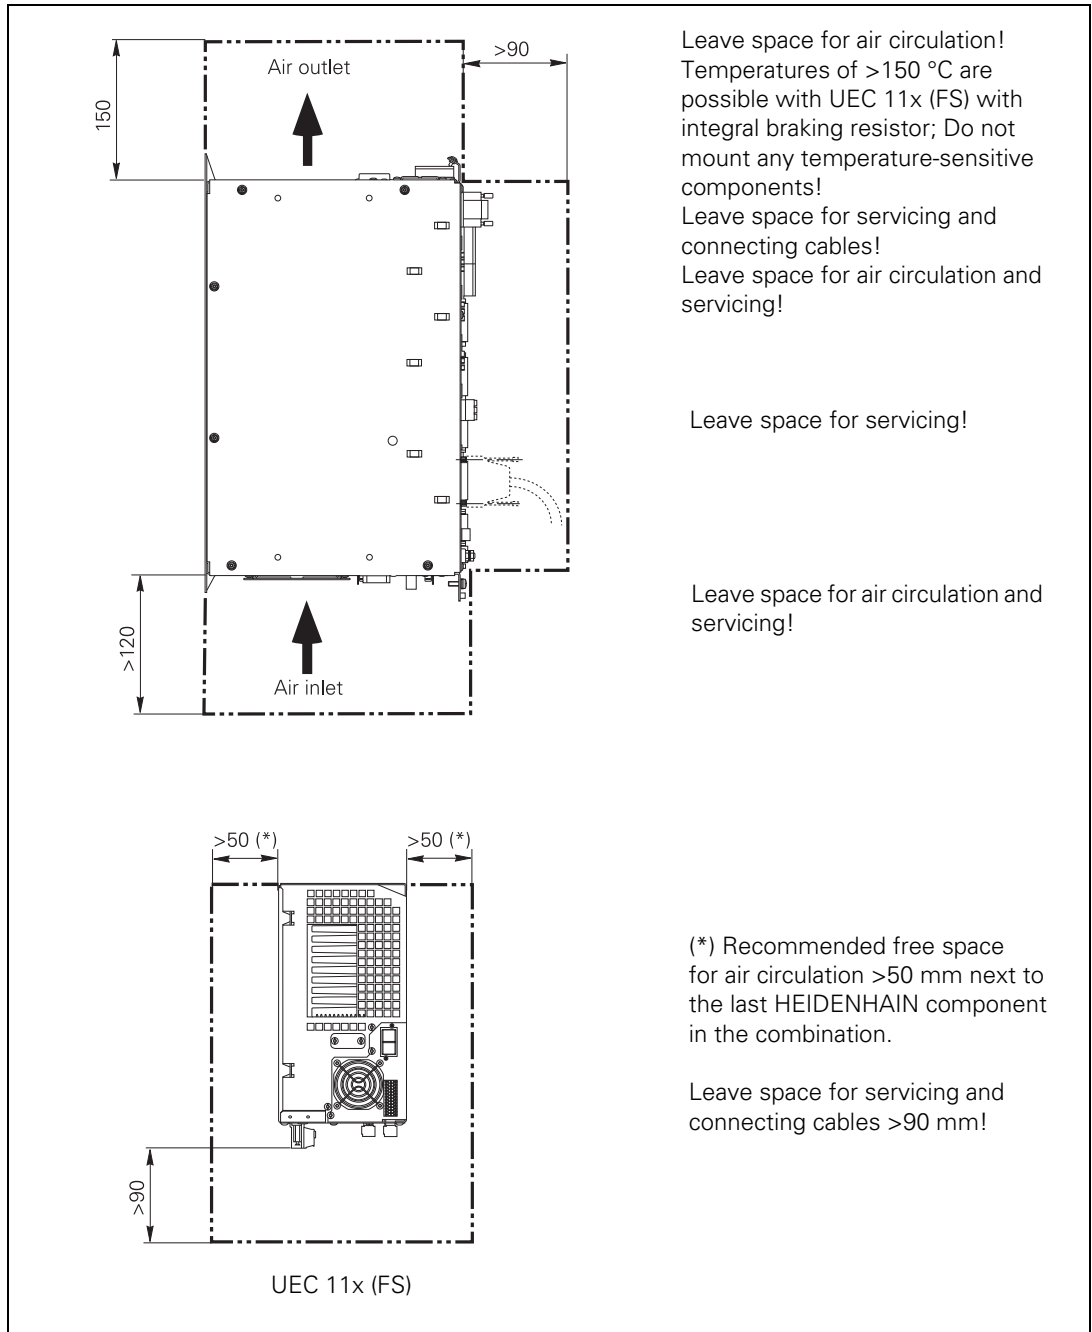 >90
Air outlet
150
Leave space for air circulation!
Temperatures of >150 °C are
possible with UEC 11x (FS) with
integral braking resistor; Do not
mount any temperature-sensitive
components!
Leave space for servicing and
connecting cables!
Leave space for air circulation and
servicing!
Leave space for servicing!
Leave space for air circulation and
servicing!
>120
Air inlet
>50 (*)
>50 (*)
(*) Recommended free space
for air circulation >50 mm next to
the last HEIDENHAIN component
in the combination.
Leave space for servicing and
connecting cables >90 mm!
>90
UEC 11x (FS)